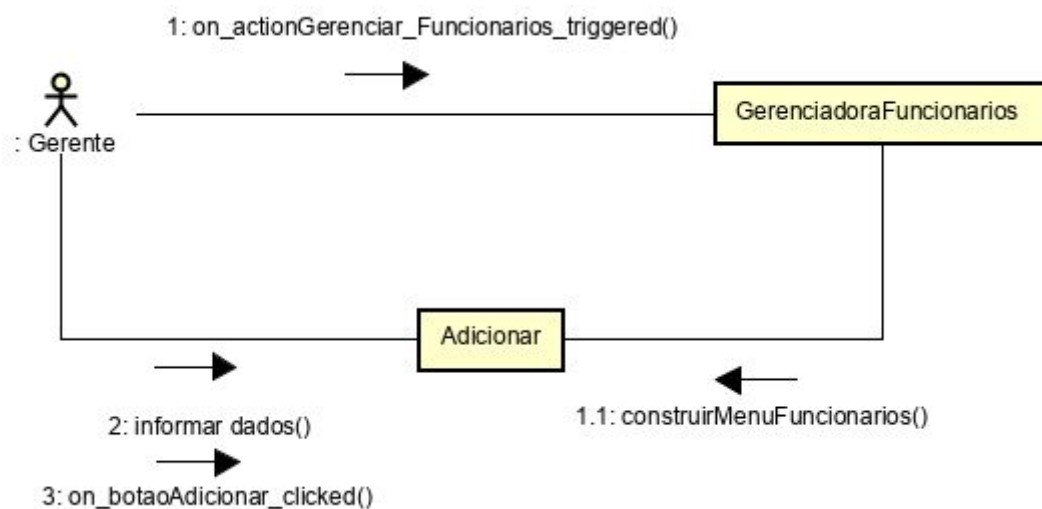 1: on_actionGerenciar_Funcionarios_triggered()
GerenciadoraFuncionarios
: Gerente
Adicionar
1.1: construirMenuFuncionarios()
2: informar dados()
3: on_botaoAdicionar_clicked()